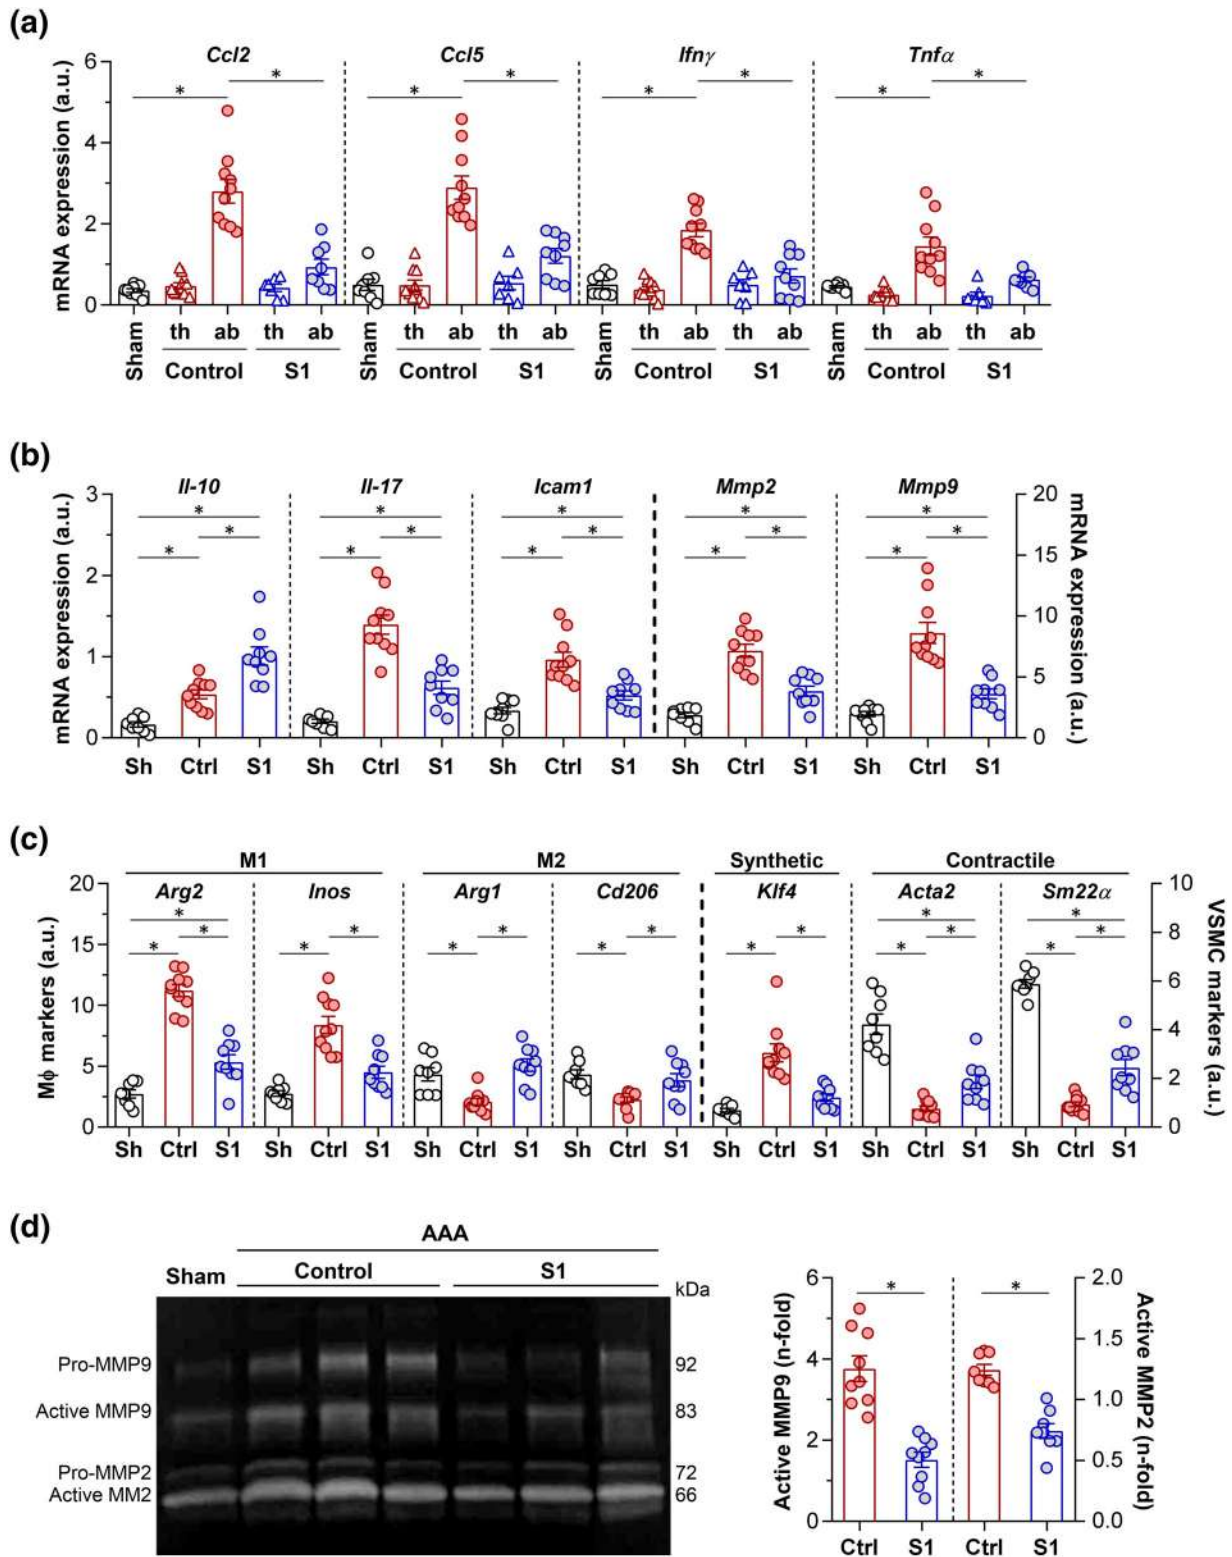 (a)
Ccl2 Ccl5 Ifnγ Tnfα
* * * * * * * *
mRNA expression (a.u.)
6
4
2
0
Sham th ab th ab Sham th ab th ab Sham th ab th ab Sham th ab th ab
Control S1 Control S1 Control S1 Control S1
(b)
Il-10 Il-17 Icam1 Mmp2 Mmp9
* * * * *
* * * * *
* * * * *
mRNA expression (a.u.)
3
2
1
0
20
15
10
5
0
mRNA expression (a.u.)
Sh Ctrl S1 Sh Ctrl S1 Sh Ctrl S1 Sh Ctrl S1 Sh Ctrl S1
(c)
M1 M2 Synthetic Contractile
Arg2 Inos Arg1 Cd206 Klf4 Acta2 Sm22α
* * *
* * * * * * *
* * * * * * *
Mϕ markers (a.u.)
20
15
10
5
0
10
8
6
4
2
0
VSMC markers (a.u.)
Sh Ctrl S1 Sh Ctrl S1 Sh Ctrl S1 Sh Ctrl S1 Sh Ctrl S1 Sh Ctrl S1 Sh Ctrl S1
(d)
AAA
Sham Control S1
kDa
Pro-MMP9 92
Active MMP9 83
Pro-MMP2 72
Active MM2 66
Active MMP9 (n-fold)
6
4
2
0
* *
2.0
1.5
1.0
0.5
0.0
Active MMP2 (n-fold)
Ctrl S1 Ctrl S1